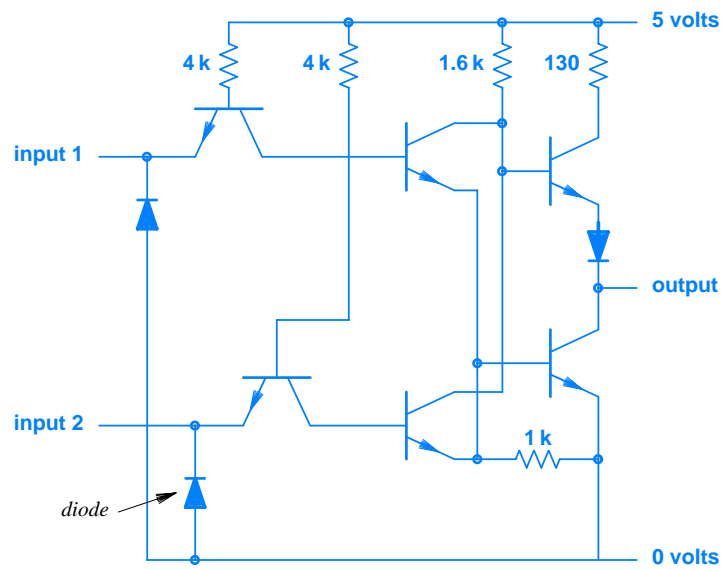 5 volts
4 k
4 k
1.6 k
130
input 1
output
input 2
1 k
diode
0 volts